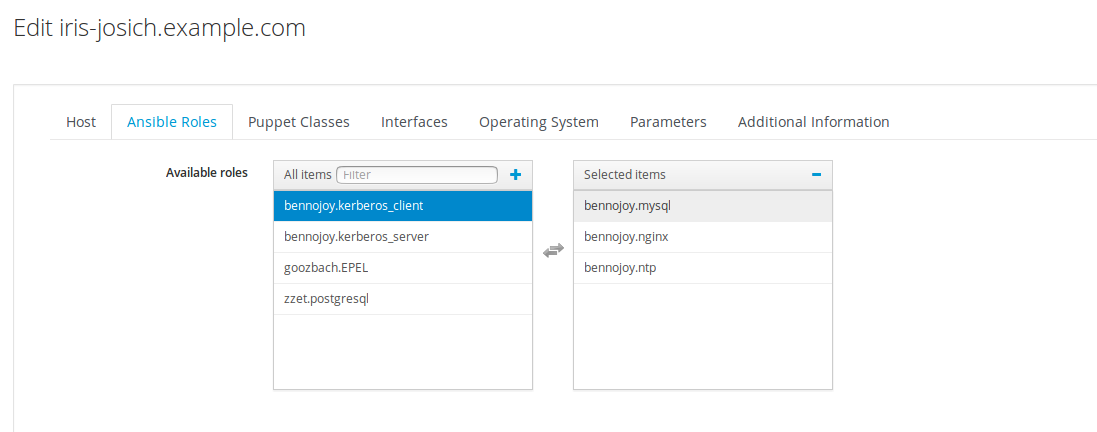 Edit iris-josich.example.com
Host Ansible Roles Puppet Classes Interfaces Operating System Parameters Additional Information
Available roles
All items Filter
bennojoy.kerberos_client
bennojoy.kerberos_server
goozbach.EPEL
zzet.postgresql
Selected items
bennojoy.mysql
bennojoy.nginx
bennojoy.ntp